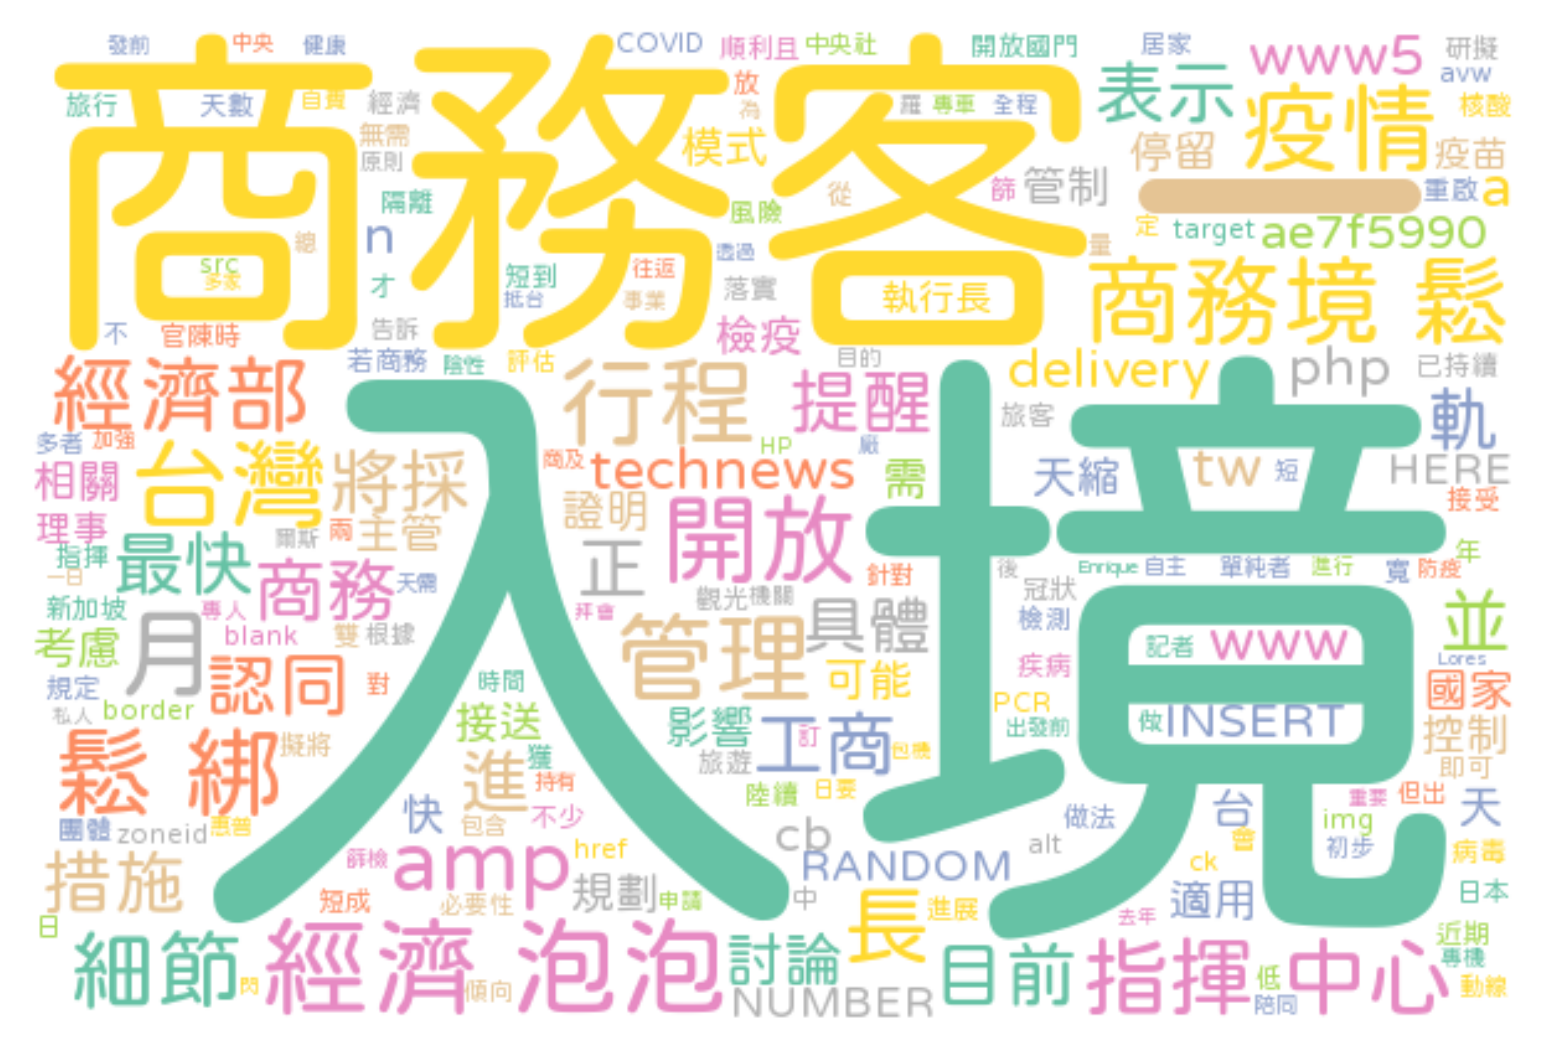 發前 中央 健康 COVID 順利且 中央社 開放國門 居家 www5 研擬
旅行 天數 自費 經濟 放 表示 avw
商務客
無需 模式 為 羅 專車 全程 疫情 核酸
原則 停留 疫苗
隔離 風險 從 篩 管制 重啟 a
總 n 透過 量 定 target ae7f5990
src 多家 才 短到 往返 落實 商務境 鬆
抵台 事業 執行長
不 官陳時 告訴 檢疫
經濟部 若商務 陰性 評估 行程 目的 delivery php 已持續
提醒 旅客 軌
多者 加強 商及 HP 廠
相關 台灣 將採 technews 需 天縮 tw 短 HERE
理事 兩 主管 證明 開放 接受
入境
指揮 最快 爾斯 正 年
一日 商務 天需 針對 後 Enrique 自主 單純者 進行 寬 防疫
新加坡 專人 拜會 觀光 機關 冠狀
考慮 月 blank 雙 根據 管理 具體 檢測 記者 www 並
Lores
規定 認同 對 時間 可能 疾病 國家
私人 border 接送 影響 PCR
鬆 綁 擬將 工商 訂 包機 出發前 做 INSERT 控制
獲 旅遊 即可
進 持有 陸續 日要 重要 但出
團體 zoneid 惠普 快 包含 不少 cb 做法 台 img 天
措施 篩檢 amp href RANDOM alt 會 初步 病毒
ck
短成 必要性 規劃 申請 中 長 進展 適用 日本
日 去年
細節 經濟 泡泡 討論 目前 指揮中心 近期
閃 傾向 NUMBER 低 專機
陪同 動線